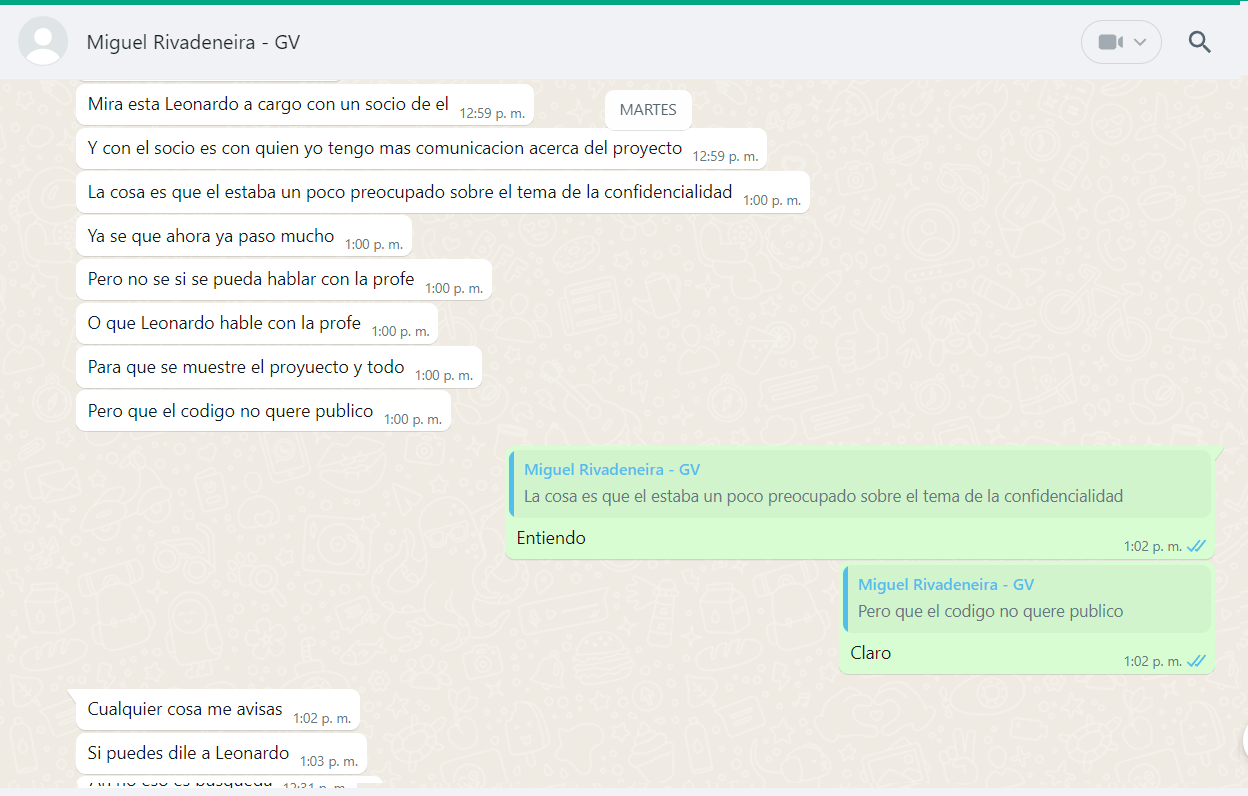 Miguel Rivadeneira - GV
MARTES
Mira esta Leonardo a cargo con un socio de el 12:59 p. m.
Y con el socio es con quien yo tengo mas comunicacion acerca del proyecto 12:59 p. m.
La cosa es que el estaba un poco preocupado sobre el tema de la confidencialidad 1:00 p. m.
Ya se que ahora ya paso mucho 1:00 p. m.
Pero no se si se pueda hablar con la profe 1:00 p. m.
O que Leonardo hable con la profe 1:00 p. m.
Para que se muestre el proyuecto y todo 1:00 p. m.
Pero que el codigo no quere publico 1:00 p. m.
Miguel Rivadeneira - GV
La cosa es que el estaba un poco preocupado sobre el tema de la confidencialidad
Entiendo 1:02 p. m.
Miguel Rivadeneira - GV
Pero que el codigo no quere publico
Claro 1:02 p. m.
Cualquier cosa me avisas 1:02 p. m.
Si puedes dile a Leonardo 1:03 p. m.
no eso es busqueda 12:31 p. m.